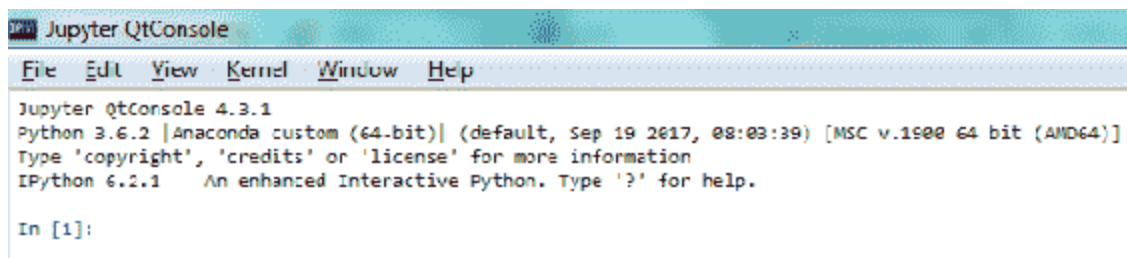 Jupyter QtConsole
File Edit View Kernel Window Help
Jupyter QtConsole 4.3.1
Python 3.6.2 |Anaconda custom (64-bit)| (default, Sep 19 2017, 08:03:39) [MSC v.1900 64 bit (AMD64)]
Type 'copyright', 'credits' or 'license' for more information
IPython 6.2.1 An enhanced Interactive Python. Type '?' for help.
In [1]: